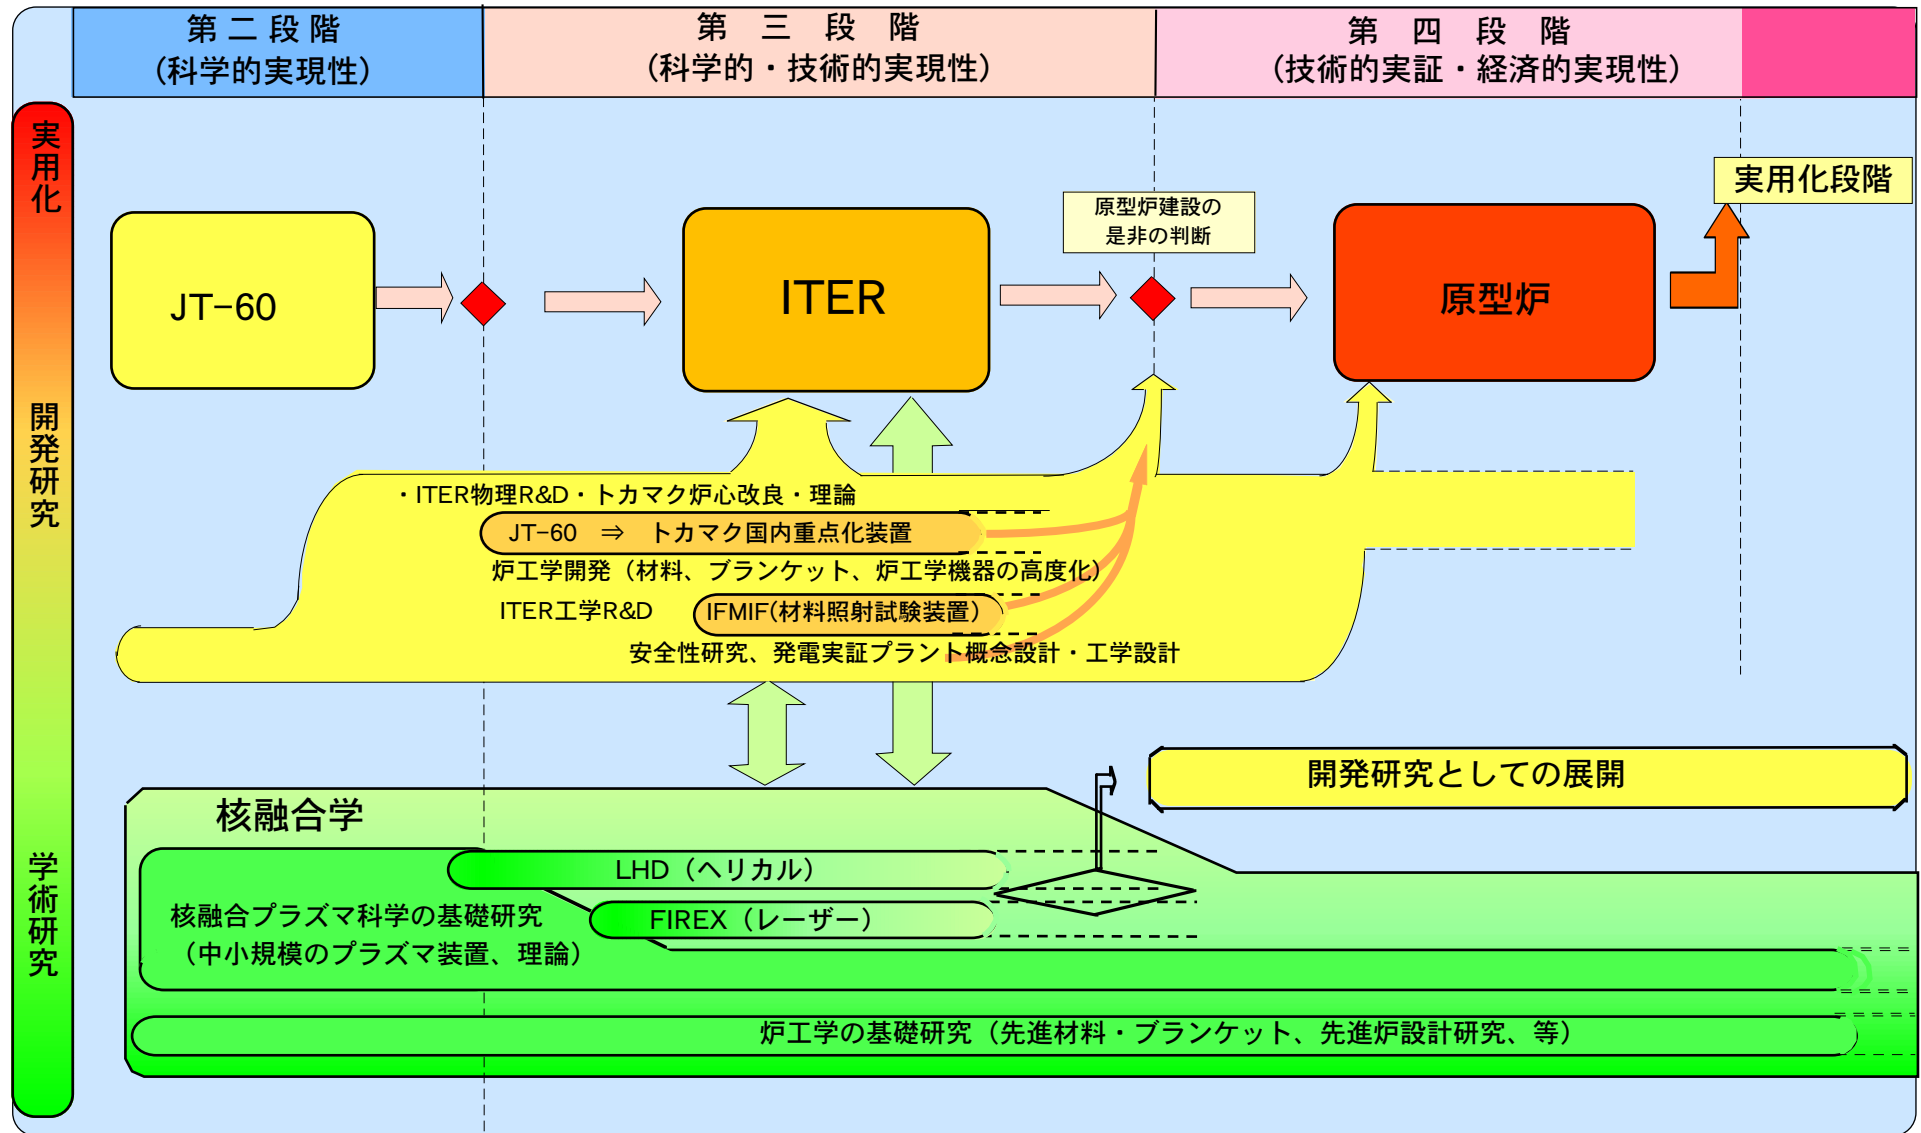 第二段階
(科学的実現性)
第三段階
(科学的・技術的実現性)
第四段階
(技術的実証・経済的実現性)
実用化
開発研究
学術研究
実用化段階
原型炉建設の
是非の判断
JT-60
ITER
原型炉
・ITER物理R&D・トカマク炉心改良・理論
JT-60 ⇒ トカマク国内重点化装置
炉工学開発（材料、ブランケット、炉工学機器の高度化）
ITER工学R&D
IFMIF(材料照射試験装置）
安全性研究、発電実証プラント概念設計・工学設計
開発研究としての展開
核融合学
LHD（ヘリカル）
核融合プラズマ科学の基礎研究
FIREX（レーザー）
（中小規模のプラズマ装置、理論）
炉工学の基礎研究（先進材料・ブランケット、先進炉設計研究、等）